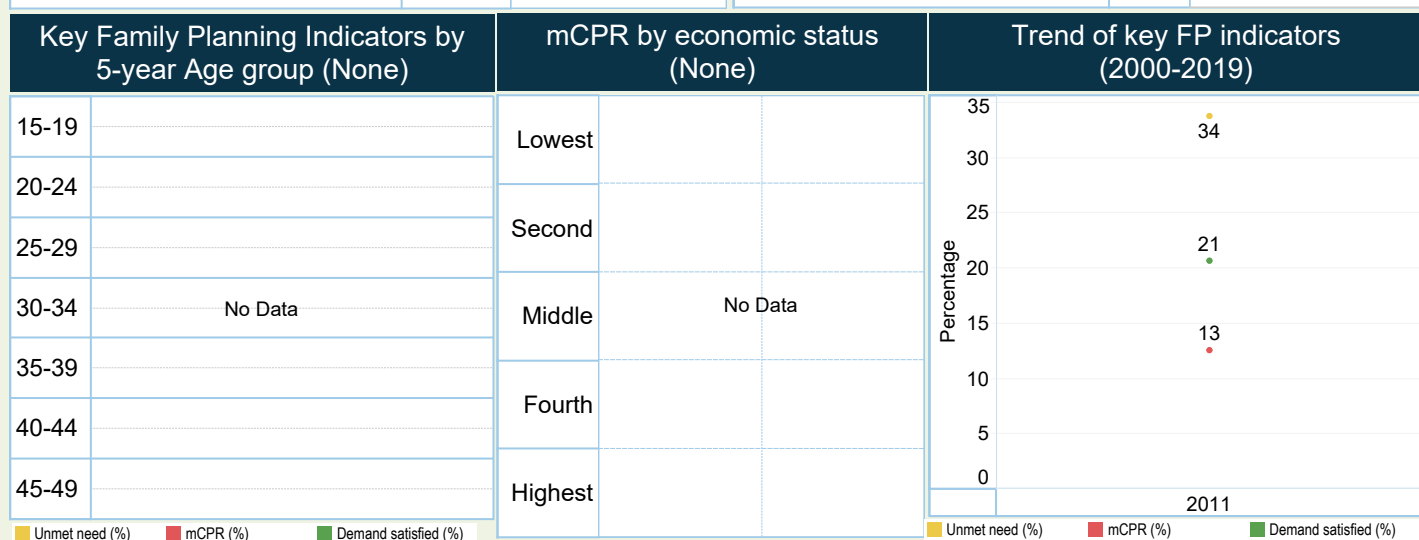 Key Family Planning Indicators by
5-year Age group (None)
15-19
20-24
25-29
30-34
35-39
40-44
45-49
No Data
Unmet need (%) mCPR (%) Demand satisfied (%)
mCPR by economic status
(None)
Lowest
Second
Middle
Fourth
Highest
No Data
Trend of key FP indicators
(2000-2019)
Percentage
35
30
25
20
15
10
5
0
34
21
13
2011
Unmet need (%) mCPR (%) Demand satisfied (%)